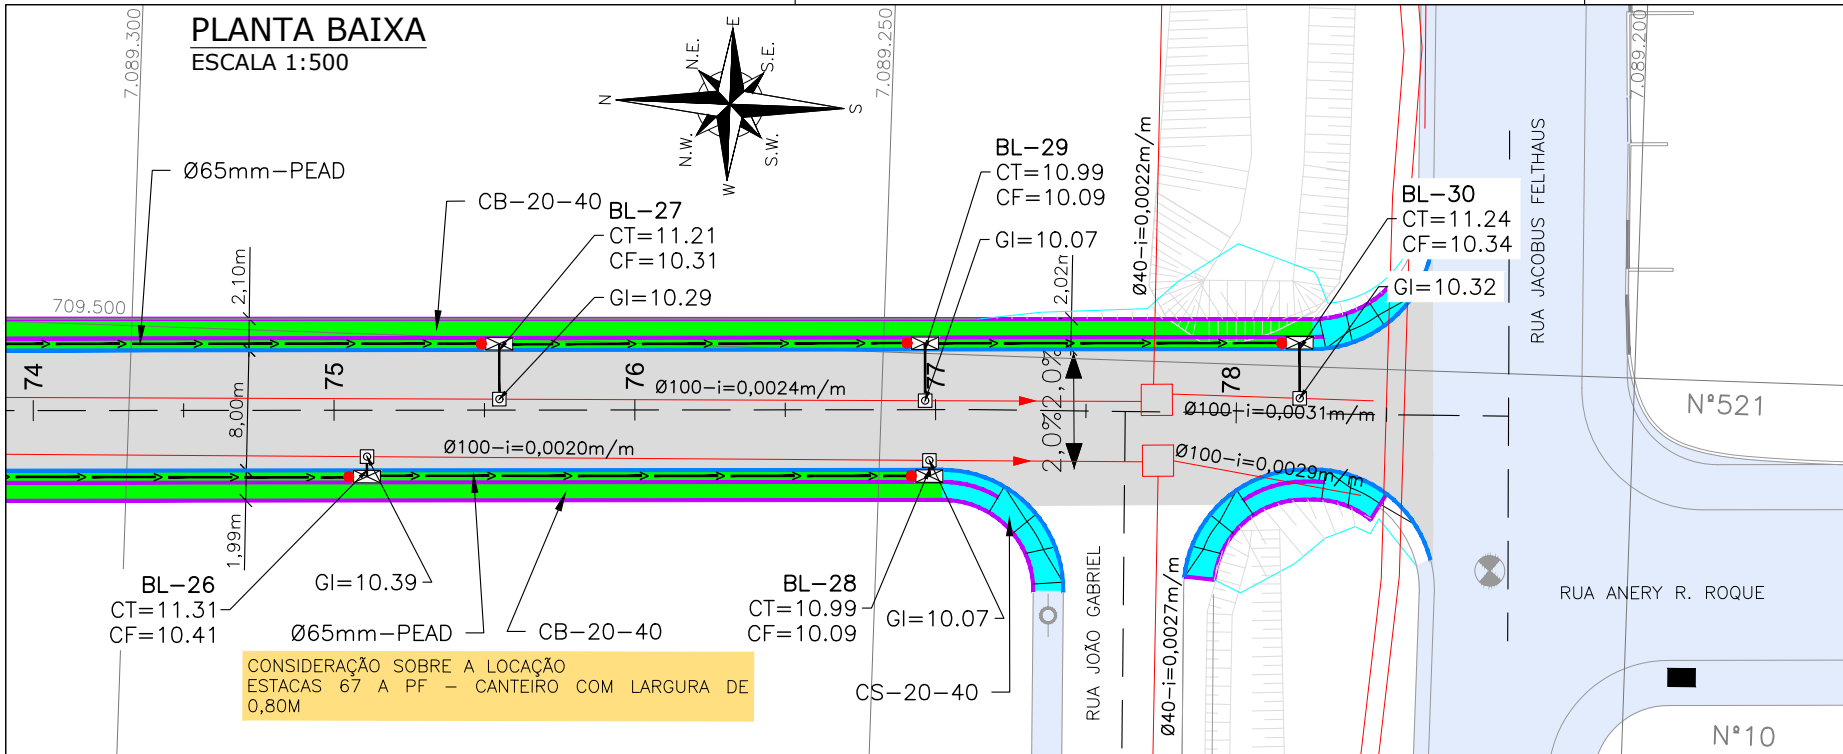 PLANTA BAIXA
ESCALA 1:500
7.089.300
7.089.250
7.089.200
E
S.E.
S
S.W.
W
N.W.
N
N.E.
Ø65mm-PEAD
CB-20-40
BL-27
CT=11.21
CF=10.31
GI=10.29
BL-29
CT=10.99
CF=10.09
GI=10.07
Ø40-i=0,0022m/m
BL-30
CT=11.24
CF=10.34
GI=10.32
RUA JACOBUS FELTHAUS
709.500
2,10m
2,02m
74
75
76
77
78
8,00m
Ø100-i=0,0024m/m
2,0%
2,0%
Ø100-i=0,0031m/m
Ø100-i=0,0020m/m
Ø100-i=0,0029m/m
Nº521
1,99m
BL-26
CT=11.31
CF=10.41
GI=10.39
Ø65mm-PEAD
CB-20-40
BL-28
CT=10.99
CF=10.09
GI=10.07
CS-20-40
RUA JOÃO GABRIEL
Ø40-i=0,0027m/m
RUA ANERY R. ROQUE
Nº10
CONSIDERAÇÃO SOBRE A LOCAÇÃO
ESTACAS 67 A PF - CANTEIRO COM LARGURA DE
0,80M